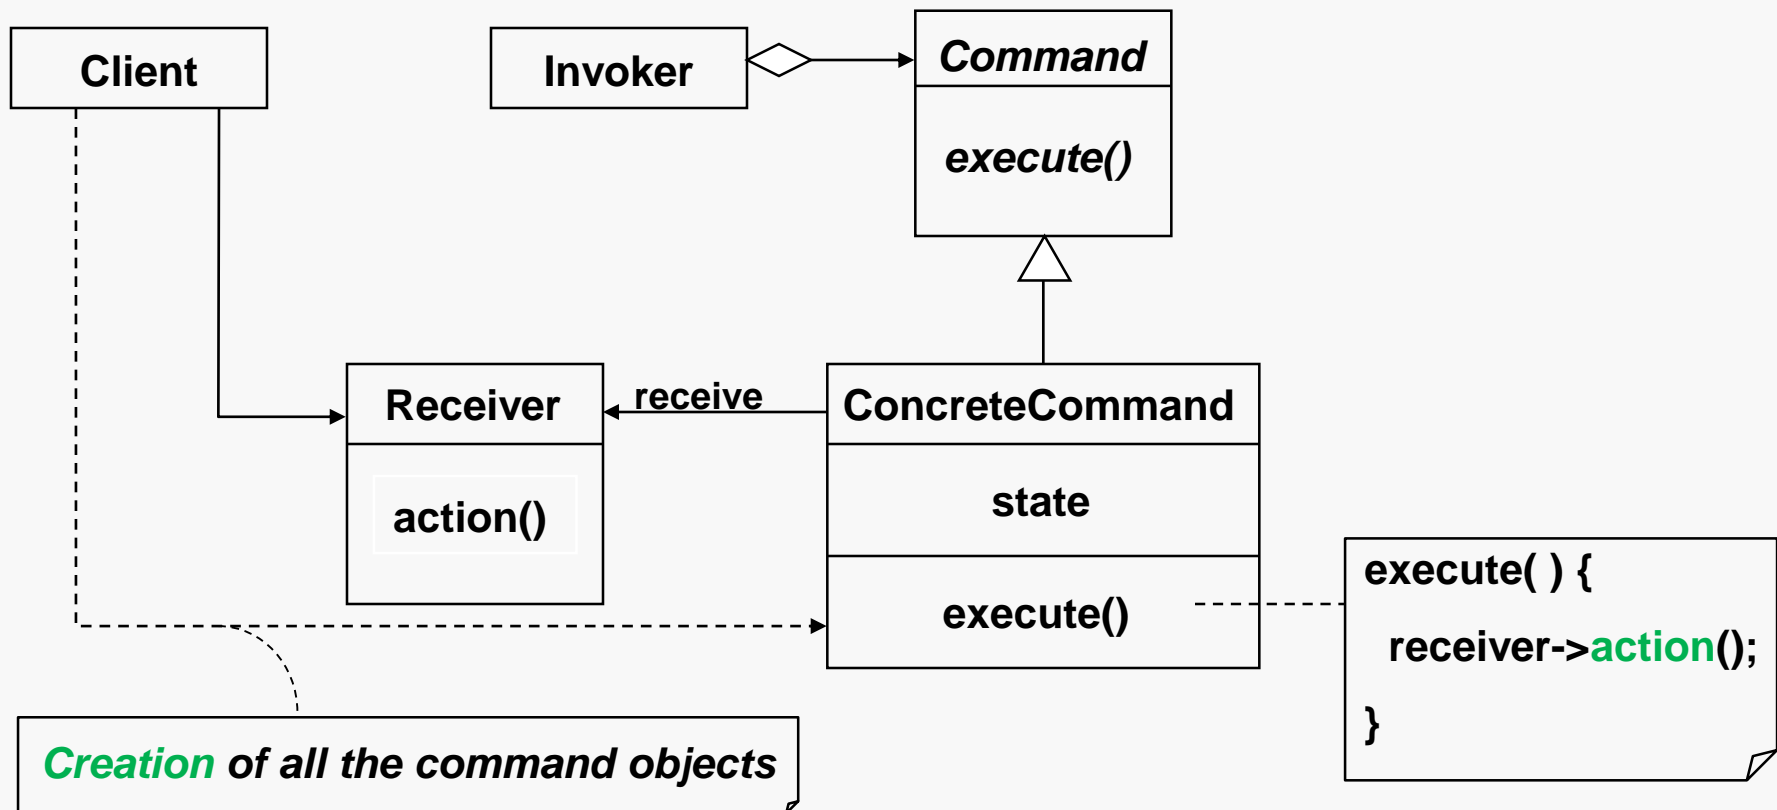 Client
Invoker
Command
execute()
Receiver
action()
receive
ConcreteCommand
state
execute()
execute( ) {
receiver->action();
}
Creation of all the command objects